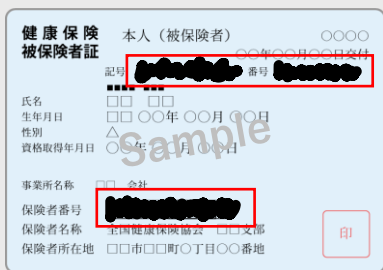 健康保険 本人（被保険者） ○○○○
被保険者証
○○年○○月○○日交付
記号 番号
氏名 □□ □□
生年月日 □□ ○○年 ○○月 ○○日
性別 △
資格取得年月日 ○○年 ○○月 ○○日
Sample
事業所名称 □□ 会社
保険者番号
保険者名称 全国健康保険協会 □□支部
保険者所在地 □□市□□町○丁目○○番地
印